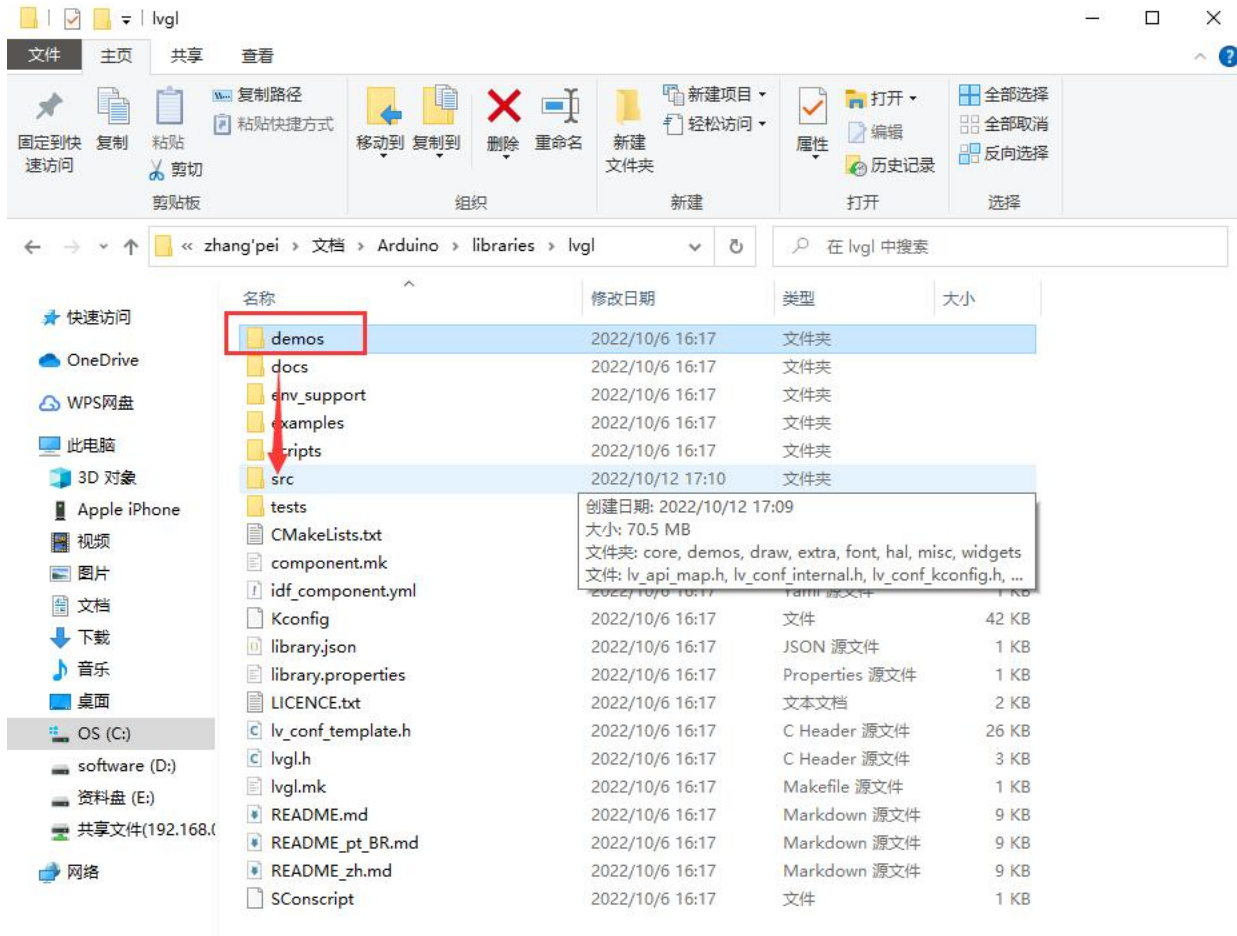 lvgl
文件 主页 共享 查看
固定到快速访问 复制 粘贴 复制路径 粘贴快捷方式 剪切
移动到 复制到 删除 重命名 新建文件夹 新建项目 轻松访问
属性 打开 编辑 历史记录 全部选择 全部取消 反向选择
剪贴板 组织 新建 打开 选择
« zhang'pei › 文档 › Arduino › libraries › lvgl 在 lvgl 中搜索
快速访问
OneDrive
WPS网盘
此电脑
3D 对象
Apple iPhone
视频
图片
文档
下载
音乐
桌面
OS (C:)
software (D:)
资料盘 (E:)
共享文件(192.168.(
网络
名称 修改日期 类型 大小
demos 2022/10/6 16:17 文件夹
docs 2022/10/6 16:17 文件夹
env_support 2022/10/6 16:17 文件夹
examples 2022/10/6 16:17 文件夹
scripts 2022/10/6 16:17 文件夹
src 2022/10/12 17:10 文件夹
tests
CMakeLists.txt
component.mk
idf_component.yml 2022/10/6 16:17 Yaml 源文件 1 KB
创建日期: 2022/10/12 17:09
大小: 70.5 MB
文件夹: core, demos, draw, extra, font, hal, misc, widgets
文件: lv_api_map.h, lv_conf_internal.h, lv_conf_kconfig.h, ...
Kconfig 2022/10/6 16:17 文件 42 KB
library.json 2022/10/6 16:17 JSON 源文件 1 KB
library.properties 2022/10/6 16:17 Properties 源文件 1 KB
LICENCE.txt 2022/10/6 16:17 文本文档 2 KB
lv_conf_template.h 2022/10/6 16:17 C Header 源文件 26 KB
lvgl.h 2022/10/6 16:17 C Header 源文件 3 KB
lvgl.mk 2022/10/6 16:17 Makefile 源文件 1 KB
README.md 2022/10/6 16:17 Markdown 源文件 9 KB
README_pt_BR.md 2022/10/6 16:17 Markdown 源文件 9 KB
README_zh.md 2022/10/6 16:17 Markdown 源文件 9 KB
SConscript 2022/10/6 16:17 文件 1 KB